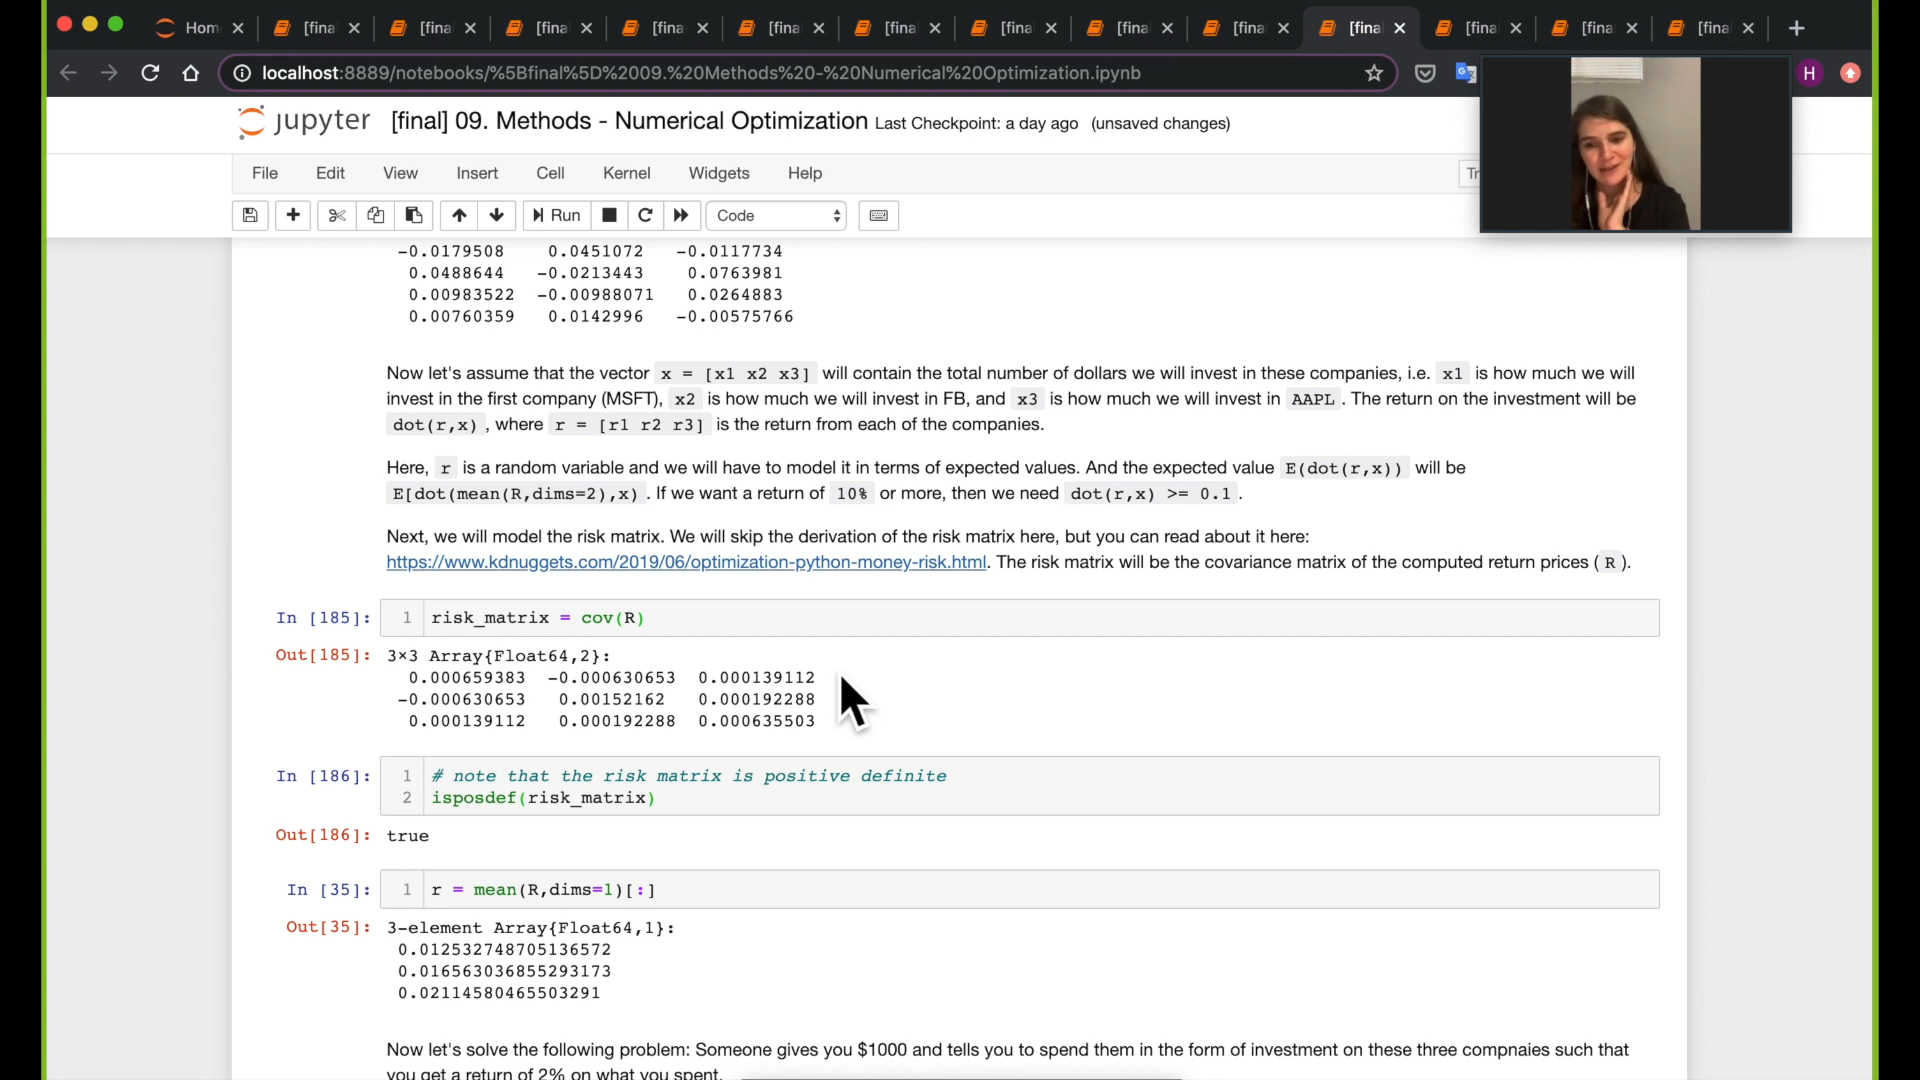 Hom
[fina
[fina
[fina
[fina
[fina
[fina
[fina
[fina
[fina
[fina
[fina
[fina
[fina
localhost:8889/notebooks/%5Bfinal%5D%2009.%20Methods%20-%20Numerical%20Optimization.ipynb
H
jupyter [final] 09. Methods - Numerical Optimization Last Checkpoint: a day ago (unsaved changes)
File Edit View Insert Cell Kernel Widgets Help Tr
Run Code
-0.0179508 0.0451072 -0.0117734
0.0488644 -0.0213443 0.0763981
0.00983522 -0.00988071 0.0264883
0.00760359 0.0142996 -0.00575766
Now let's assume that the vector x = [x1 x2 x3] will contain the total number of dollars we will invest in these companies, i.e. x1 is how much we will
invest in the first company (MSFT), x2 is how much we will invest in FB, and x3 is how much we will invest in AAPL . The return on the investment will be
dot(r,x) , where r = [r1 r2 r3] is the return from each of the companies.
Here, r is a random variable and we will have to model it in terms of expected values. And the expected value E(dot(r,x)) will be
E[dot(mean(R,dims=2),x) . If we want a return of 10% or more, then we need dot(r,x) >= 0.1 .
Next, we will model the risk matrix. We will skip the derivation of the risk matrix here, but you can read about it here:
https://www.kdnuggets.com/2019/06/optimization-python-money-risk.html. The risk matrix will be the covariance matrix of the computed return prices ( R ).
In [185]: 1 risk_matrix = cov(R)
Out[185]: 3×3 Array{Float64,2}:
0.000659383 -0.000630653 0.000139112
-0.000630653 0.00152162 0.000192288
0.000139112 0.000192288 0.000635503
In [186]: 1 # note that the risk matrix is positive definite
2 isposdef(risk_matrix)
Out[186]: true
In [35]: 1 r = mean(R,dims=1)[:]
Out[35]: 3-element Array{Float64,1}:
0.012532748705136572
0.016563036855293173
0.02114580465503291
Now let's solve the following problem: Someone gives you $1000 and tells you to spend them in the form of investment on these three compnaies such that
you get a return of 2% on what you spent.